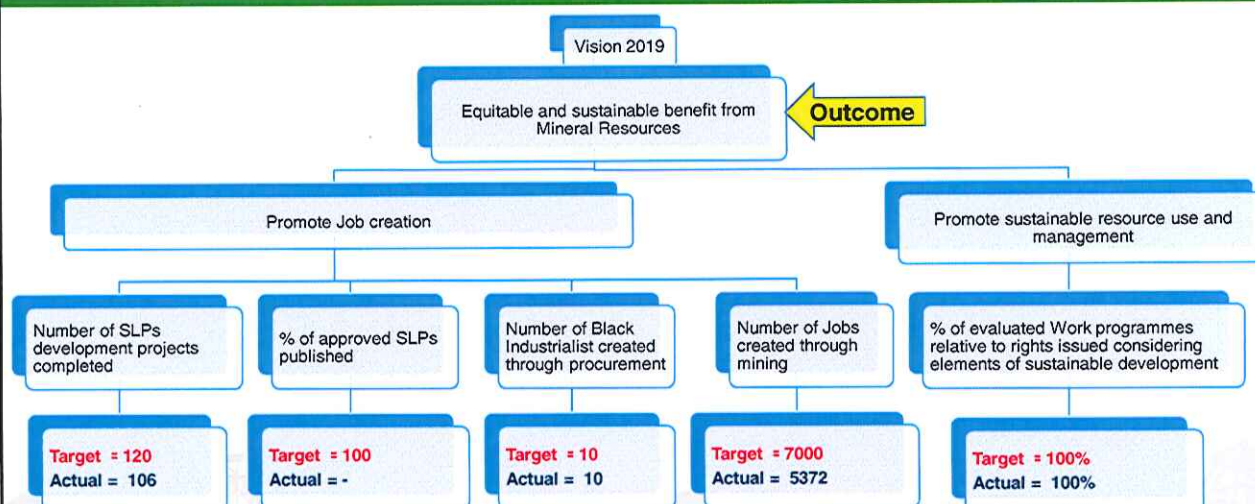 Vision 2019
Equitable and sustainable benefit from
Mineral Resources
Outcome
Promote Job creation
Promote sustainable resource use and
management
Number of SLPs
development projects
completed
% of approved SLPs
published
Number of Black
Industrialist created
through procurement
Number of Jobs
created through
mining
% of evaluated Work programmes
relative to rights issued considering
elements of sustainable development
Target = 120
Actual = 106
Target = 100
Actual = -
Target = 10
Actual = 10
Target = 7000
Actual = 5372
Target = 100%
Actual = 100%